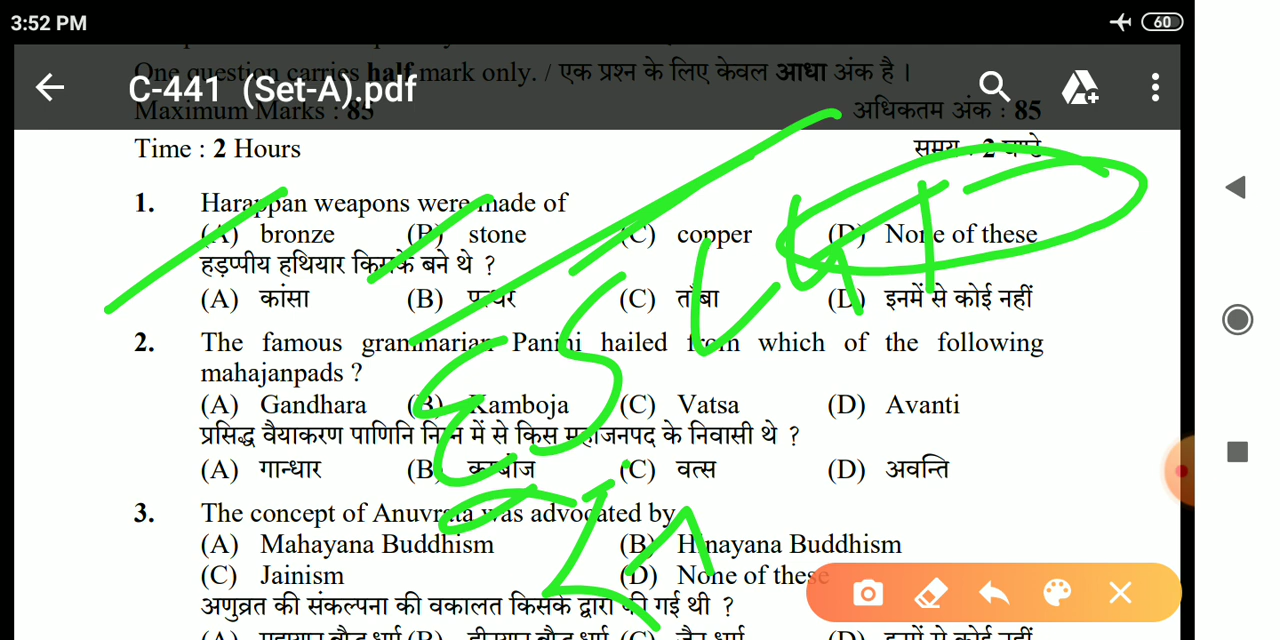 3:52 PM
60
One question carries half mark only. / एक प्रश्न के लिए केवल आधा अंक है ।
C-441 (Set-A).pdf
Maximum Marks : 85 अधिकतम अंक : 85
Time : 2 Hours समय : 2 घण्टे
1. Harappan weapons were made of
(A) bronze (B) stone (C) copper (D) None of these
हड़प्पीय हथियार किसके बने थे ?
(A) कांसा (B) पत्थर (C) ताँबा (D) इनमें से कोई नहीं
2. The famous grammarian Panini hailed from which of the following
mahajanpads ?
(A) Gandhara (B) Kamboja (C) Vatsa (D) Avanti
प्रसिद्ध वैयाकरण पाणिनि निम्न में से किस महाजनपद के निवासी थे ?
(A) गान्धार (B) कम्बोज (C) वत्स (D) अवन्ति
3. The concept of Anuvrata was advocated by
(A) Mahayana Buddhism (B) Hinayana Buddhism
(C) Jainism (D) None of these
अणुव्रत की संकल्पना की वकालत किसके द्वारा की गई थी ?